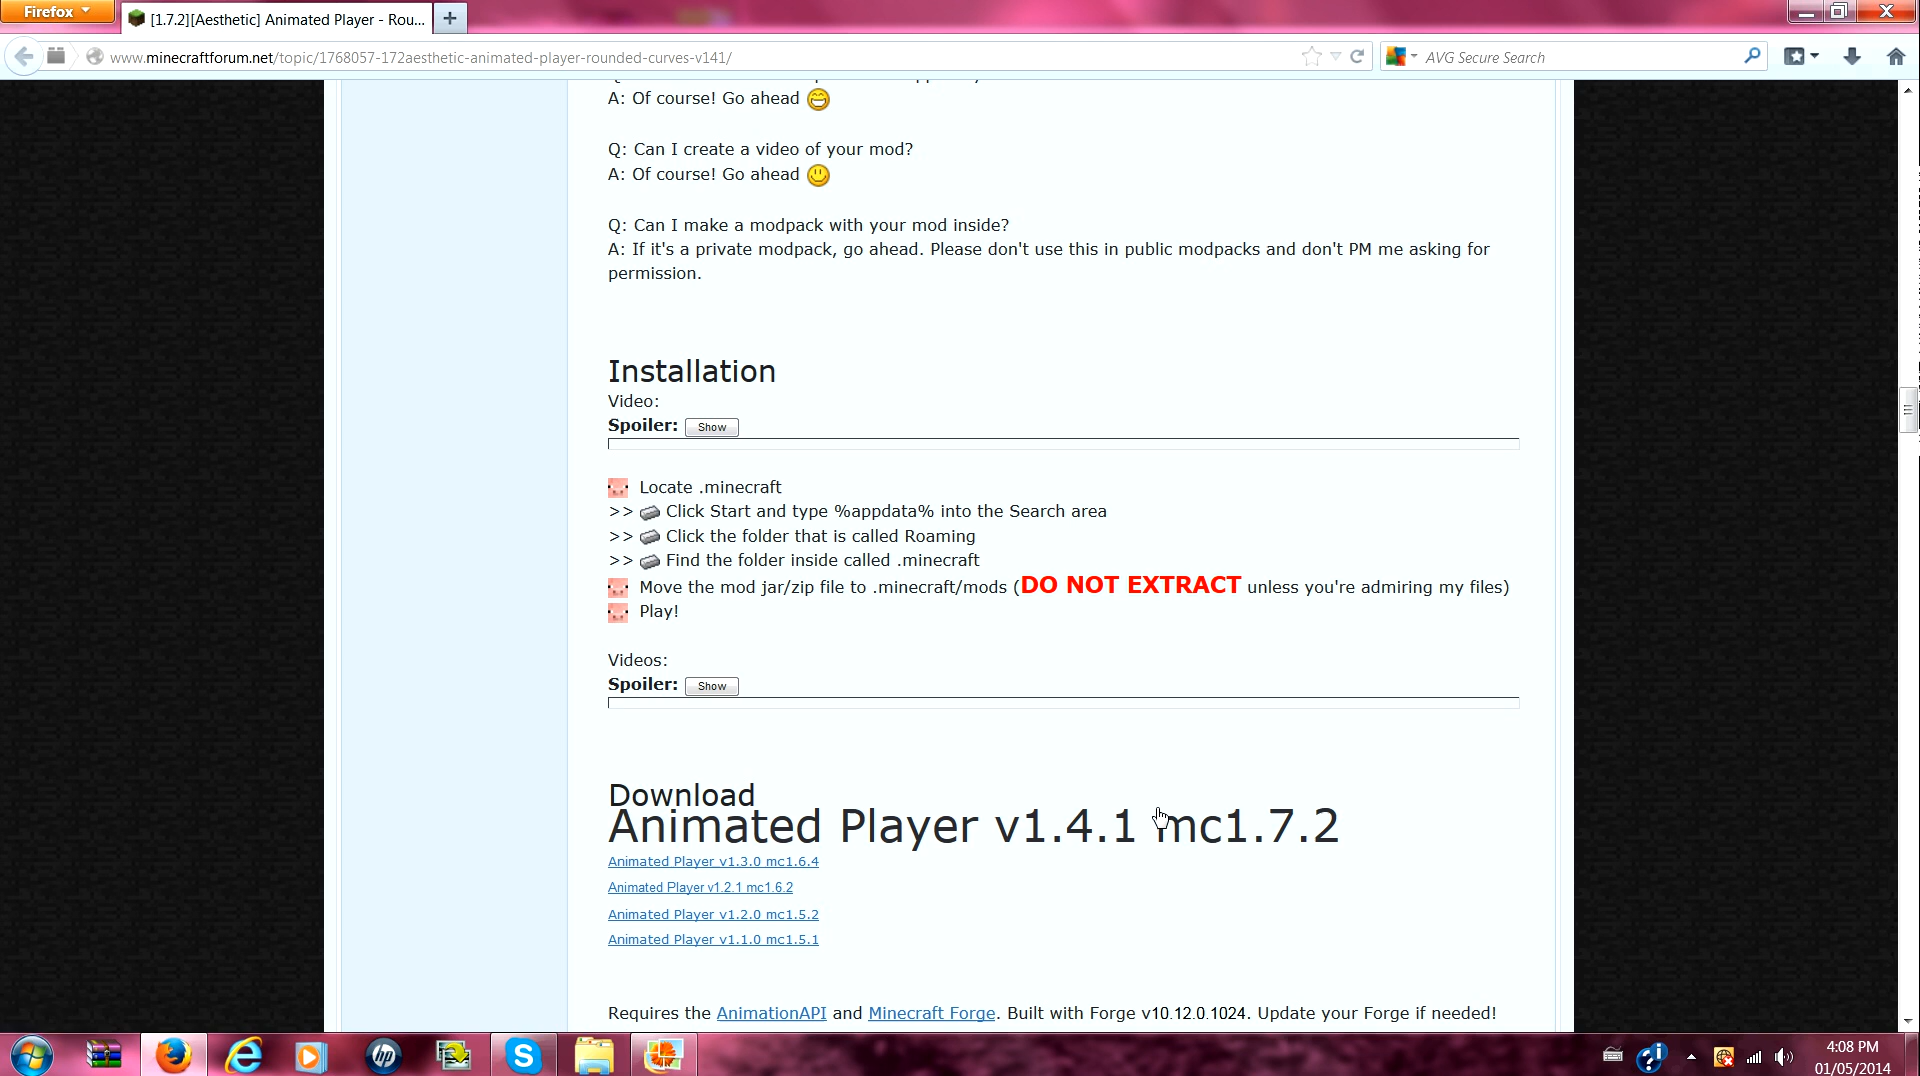 Firefox
[1.7.2][Aesthetic] Animated Player - Rou...
www.minecraftforum.net/topic/1768057-172aesthetic-animated-player-rounded-curves-v141/
AVG Secure Search
A: Of course! Go ahead
Q: Can I create a video of your mod?
A: Of course! Go ahead
Q: Can I make a modpack with your mod inside?
A: If it's a private modpack, go ahead. Please don't use this in public modpacks and don't PM me asking for
permission.
Installation
Video:
Spoiler: Show
Locate .minecraft
>> Click Start and type %appdata% into the Search area
>> Click the folder that is called Roaming
>> Find the folder inside called .minecraft
Move the mod jar/zip file to .minecraft/mods (DO NOT EXTRACT unless you're admiring my files)
Play!
Videos:
Spoiler: Show
Download
Animated Player v1.4.1 mc1.7.2
Animated Player v1.3.0 mc1.6.4
Animated Player v1.2.1 mc1.6.2
Animated Player v1.2.0 mc1.5.2
Animated Player v1.1.0 mc1.5.1
Requires the AnimationAPI and Minecraft Forge. Built with Forge v10.12.0.1024. Update your Forge if needed!
4:08 PM
01/05/2014